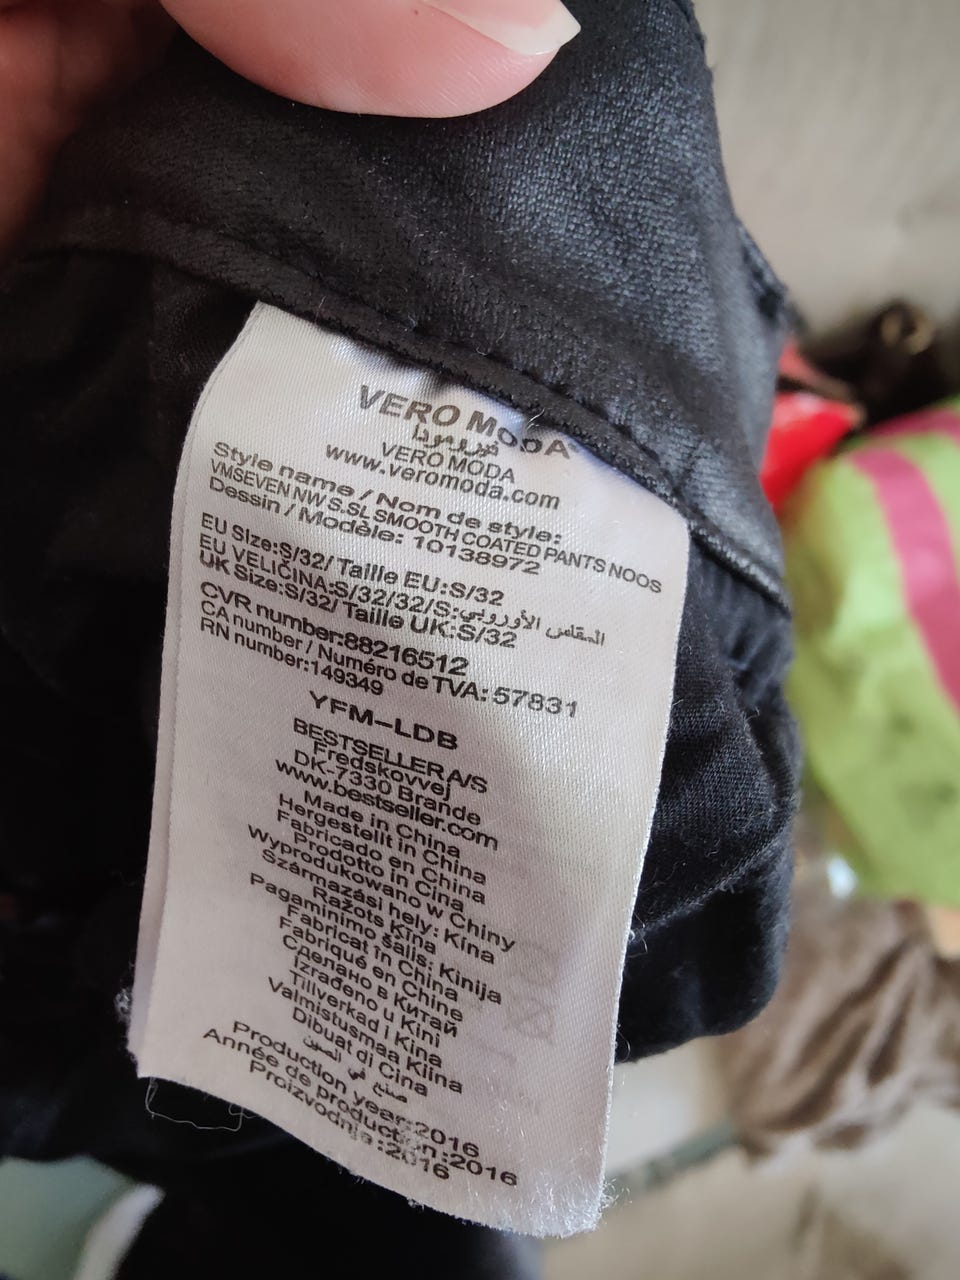 VERO MODA
فيرومودا
VERO MODA
www.veromoda.com
Style name / Nom de style:
VMSEVEN NW S.SL SMOOTH COATED PANTS NOOS
Dessin / Modèle: 10138972
EU Size:S/32/ Taille EU:S/32
EU VELIČINA:S/32/32/S:المقاس الأوروبي
UK Size:S/32/ Taille UK:S/32
CVR number:88216512
CA number / Numéro de TVA: 57831
RN number:149349
YFM-LDB
BESTSELLER A/S
Fredskovvej
DK-7330 Brande
www.bestseller.com
Made in China
Hergestellt in China
Fabricado en China
Prodotto in Cina
Wyprodukowano w Chiny
Származási hely: Kína
Ražots Ķīna
Pagaminimo šalis: Kinija
Fabricat în China
Fabriqué en Chine
Сделано в Китай
Izrađeno u Kini
Tillverkad i Kina
Valmistusmaa Kiina
Dibuat di Cina
صنع في الصين
Production year:2016
Année de production :2016
Proizvodnja :2016